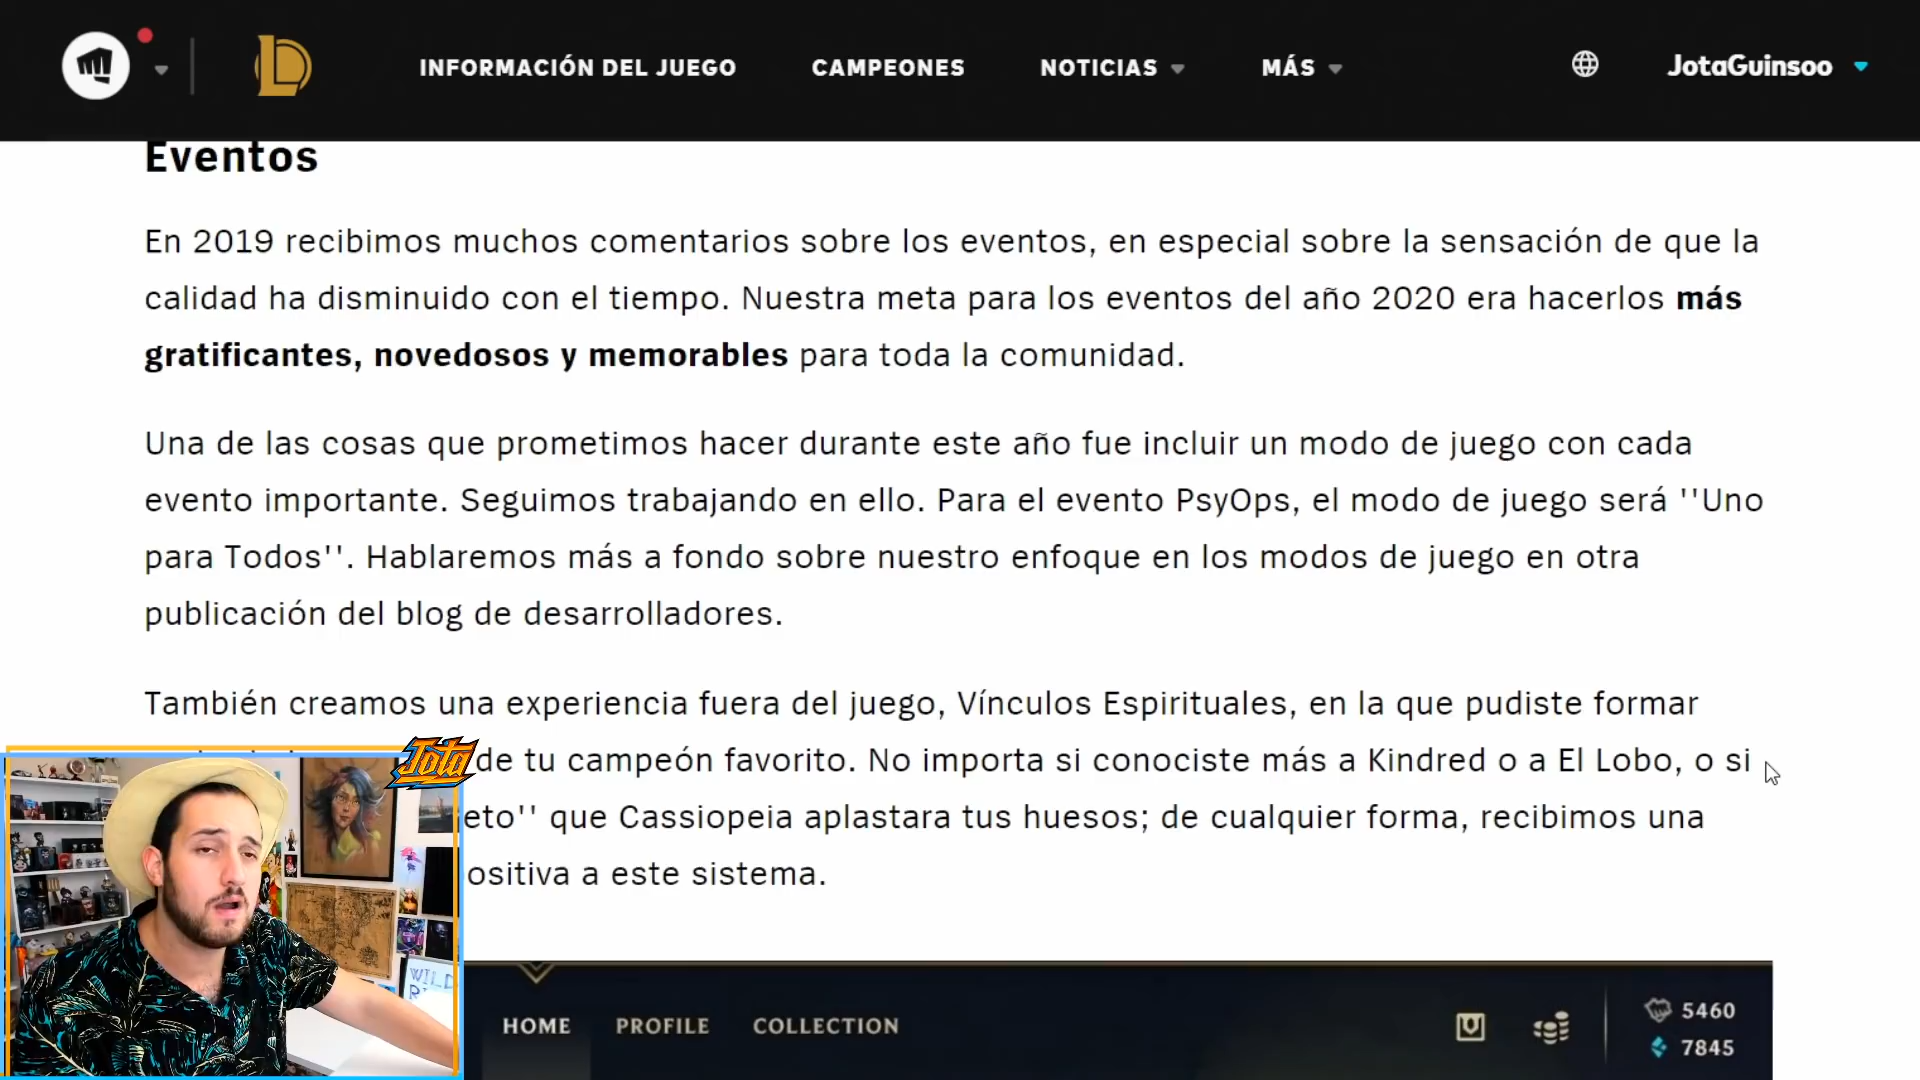 INFORMACIÓN DEL JUEGO CAMPEONES NOTICIAS MÁS JotaGuinsoo
Eventos
En 2019 recibimos muchos comentarios sobre los eventos, en especial sobre la sensación de que la
calidad ha disminuido con el tiempo. Nuestra meta para los eventos del año 2020 era hacerlos más
gratificantes, novedosos y memorables para toda la comunidad.
Una de las cosas que prometimos hacer durante este año fue incluir un modo de juego con cada
evento importante. Seguimos trabajando en ello. Para el evento PsyOps, el modo de juego será ''Uno
para Todos''. Hablaremos más a fondo sobre nuestro enfoque en los modos de juego en otra
publicación del blog de desarrolladores.
También creamos una experiencia fuera del juego, Vínculos Espirituales, en la que pudiste formar
Jota
de tu campeón favorito. No importa si conociste más a Kindred o a El Lobo, o si
eto'' que Cassiopeia aplastara tus huesos; de cualquier forma, recibimos una
ositiva a este sistema.
WILD
HOME PROFILE COLLECTION
5460
7845